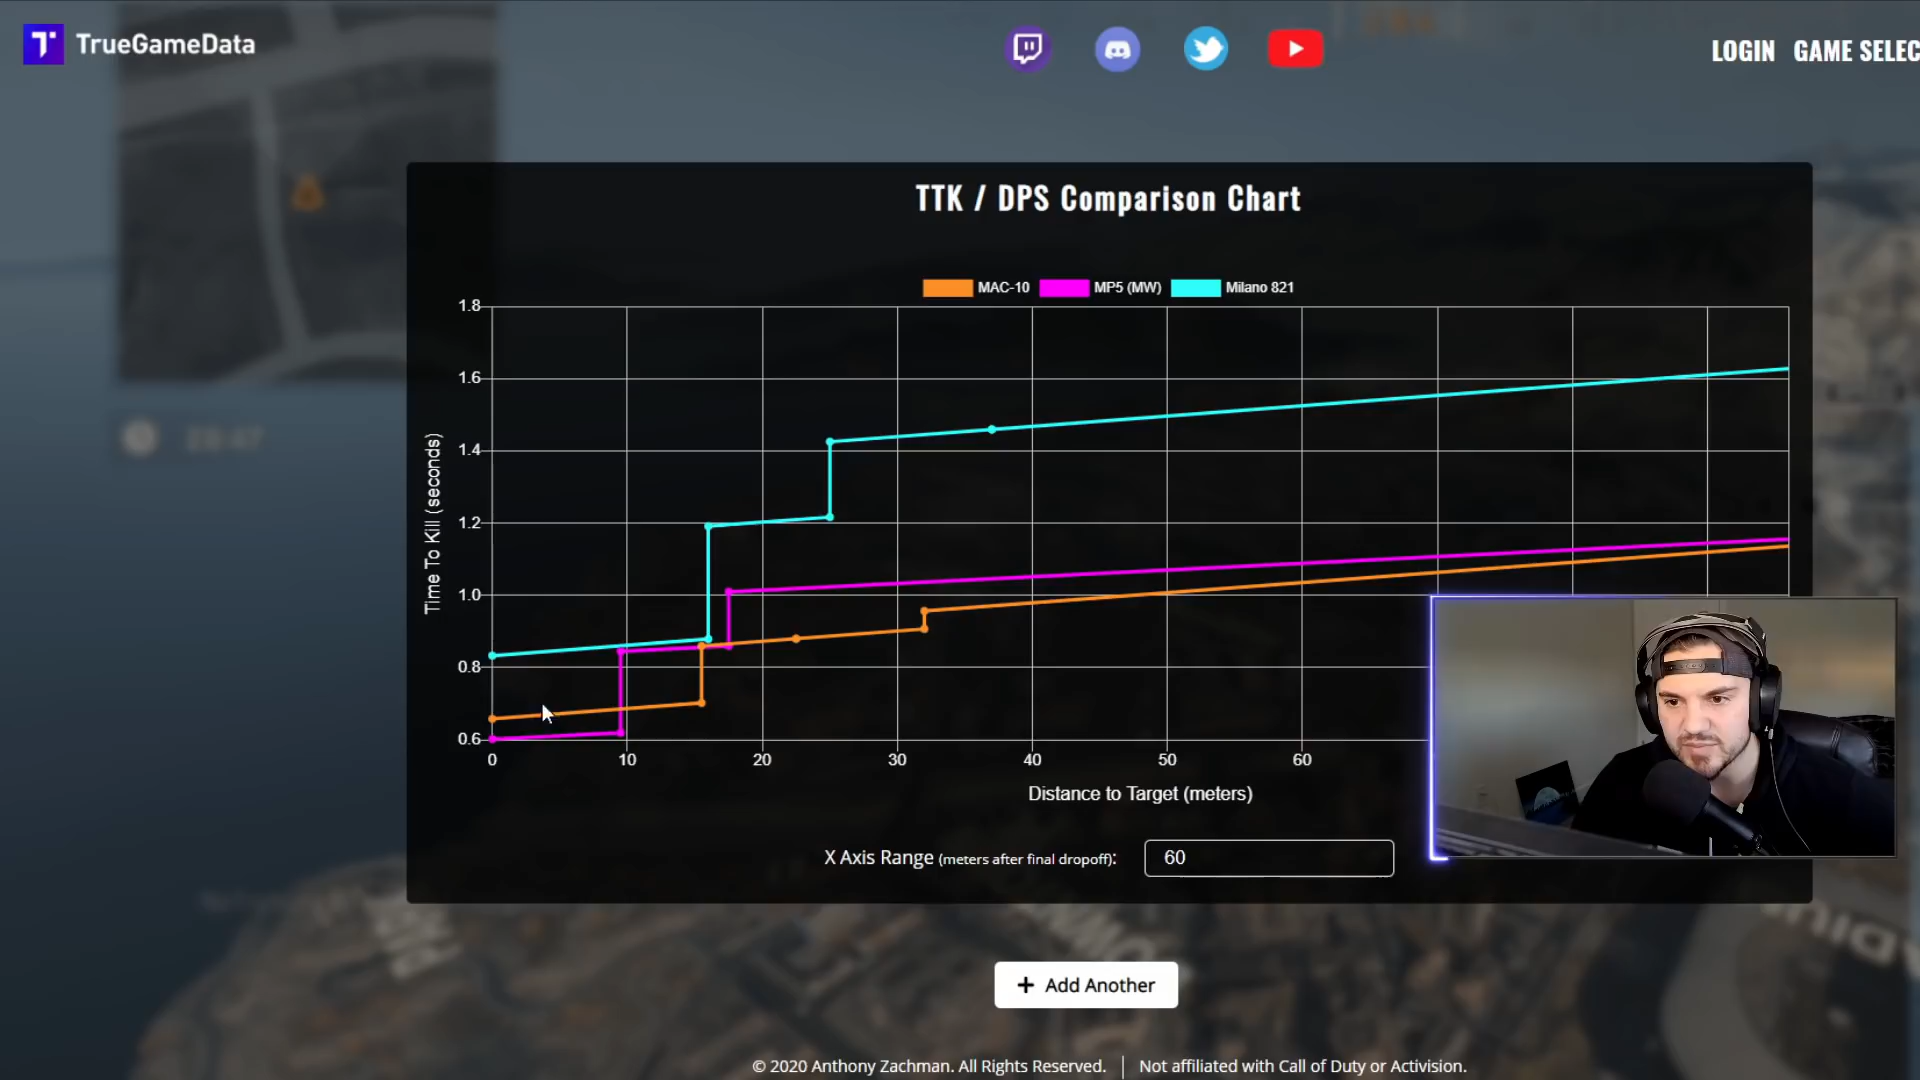 TrueGameData
LOGIN GAME SELEC
TTK / DPS Comparison Chart
MAC-10 MP5 (MW) Milano 821
1.8
1.6
1.4
1.2
1.0
0.8
0.6
Time To Kill (seconds)
0 10 20 30 40 50 60
Distance to Target (meters)
X Axis Range (meters after final dropoff): 60
+ Add Another
© 2020 Anthony Zachman. All Rights Reserved. | Not affiliated with Call of Duty or Activision.